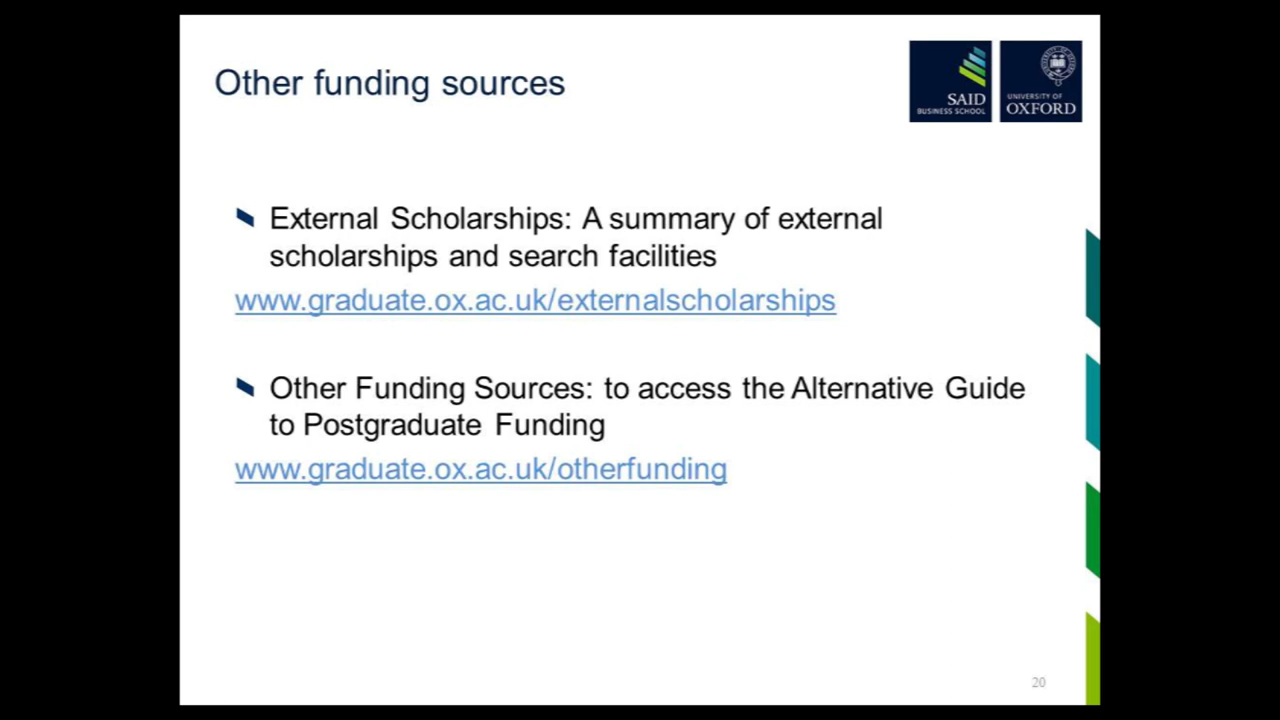 Other funding sources
SAID
BUSINESS SCHOOL
UNIVERSITY OF
OXFORD
External Scholarships: A summary of external
scholarships and search facilities
www.graduate.ox.ac.uk/externalscholarships
Other Funding Sources: to access the Alternative Guide
to Postgraduate Funding
www.graduate.ox.ac.uk/otherfunding
20